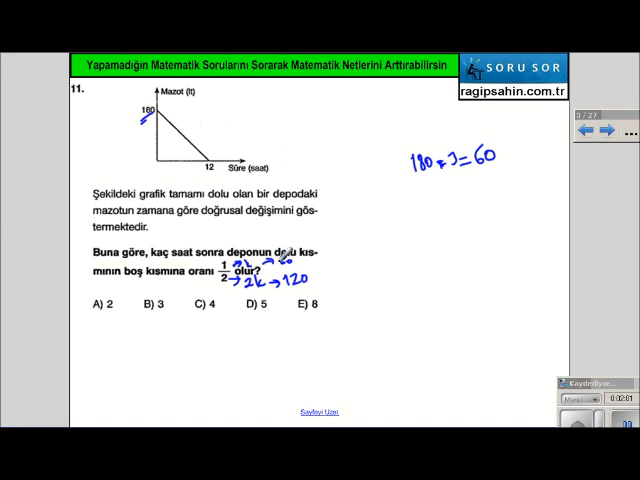 Yapamadığın Matematik Sorularını Sorarak Matematik Netlerini Arttırabilirsin
SORU SOR
ragipsahin.com.tr
11.
Mazot (lt)
180
12
Süre (saat)
3 / 27
180 ÷ 3 = 60
Şekildeki grafik tamamı dolu olan bir depodaki
mazotun zamana göre doğrusal değişimini gös-
termektedir.
Buna göre, kaç saat sonra deponun dolu kıs-
mının boş kısmına oranı 1/2 olur?
→ k →
→ 2k → 120
A) 2 B) 3 C) 4 D) 5 E) 8
Sayfayı Uzat
Kaydediyor...
Menü
0:02:01